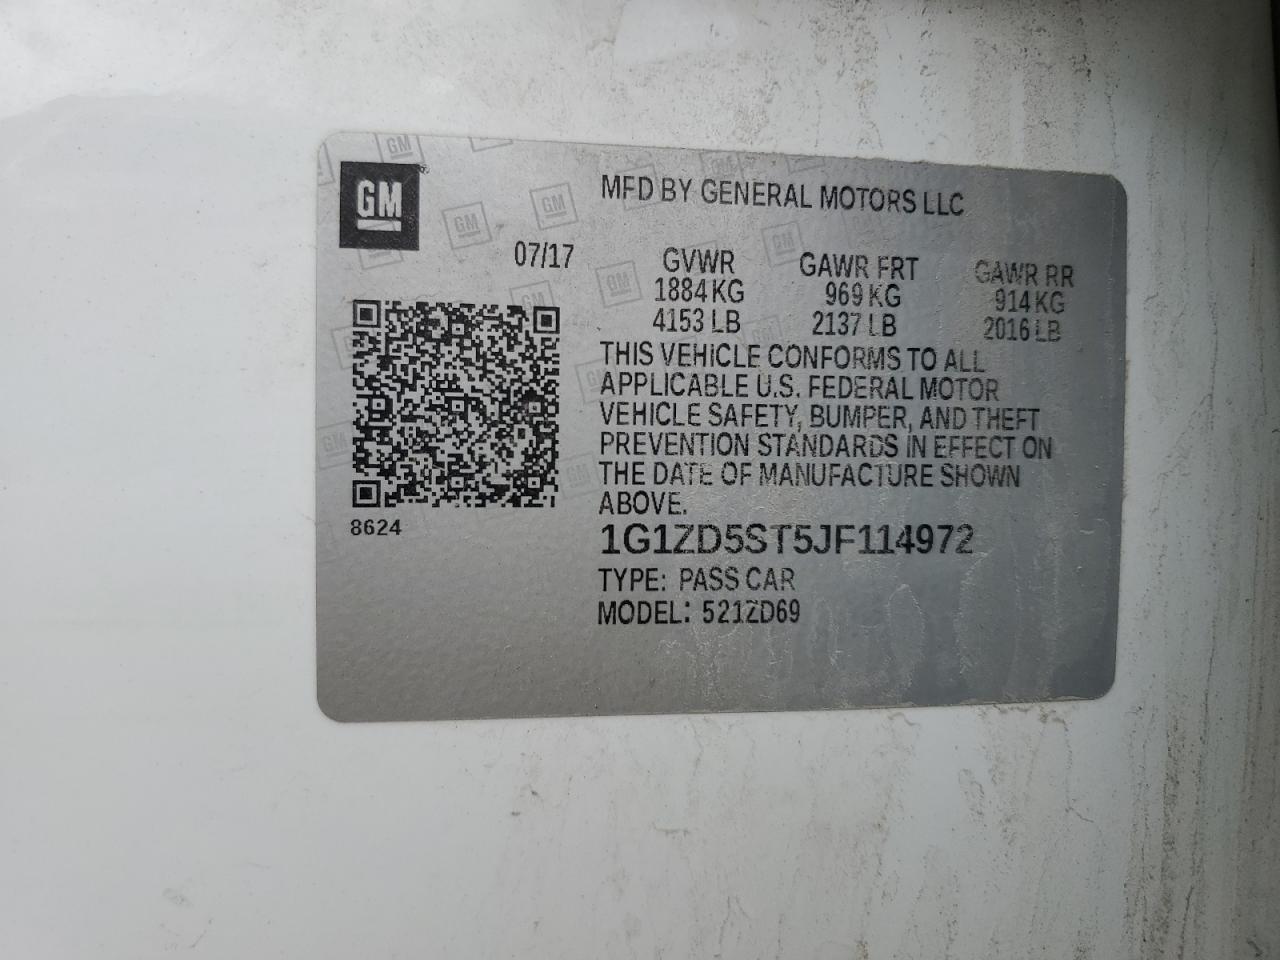 GM
MFD BY GENERAL MOTORS LLC
07/17
GVWR GAWR FRT GAWR RR
1884 KG 969 KG 914 KG
4153 LB 2137 LB 2016 LB
THIS VEHICLE CONFORMS TO ALL
APPLICABLE U.S. FEDERAL MOTOR
VEHICLE SAFETY, BUMPER, AND THEFT
PREVENTION STANDARDS IN EFFECT ON
THE DATE OF MANUFACTURE SHOWN
ABOVE.
8624
1G1ZD5ST5JF114972
TYPE: PASS CAR
MODEL: 521ZD69